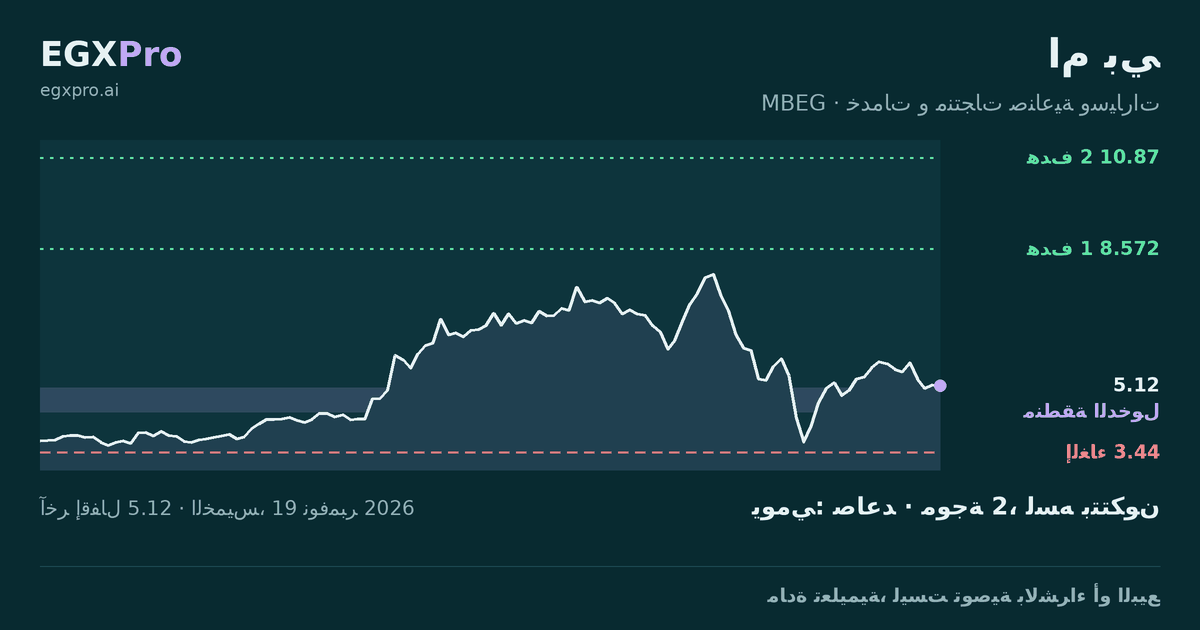 EGXPro
egxpro.ai
ام بي
MBEG · خدمات و منتجات صناعية وسيارات
هدف 2 10.87
هدف 1 8.572
5.12
منطقة الدخول
إلغاء 3.44
يومي: صاعد · موجة 2، لسه بتتكون
آخر إقفال 5.12 · الخميس، 19 نوفمبر 2026
مادة تعليمية، ليست توصية بالشراء أو البيع